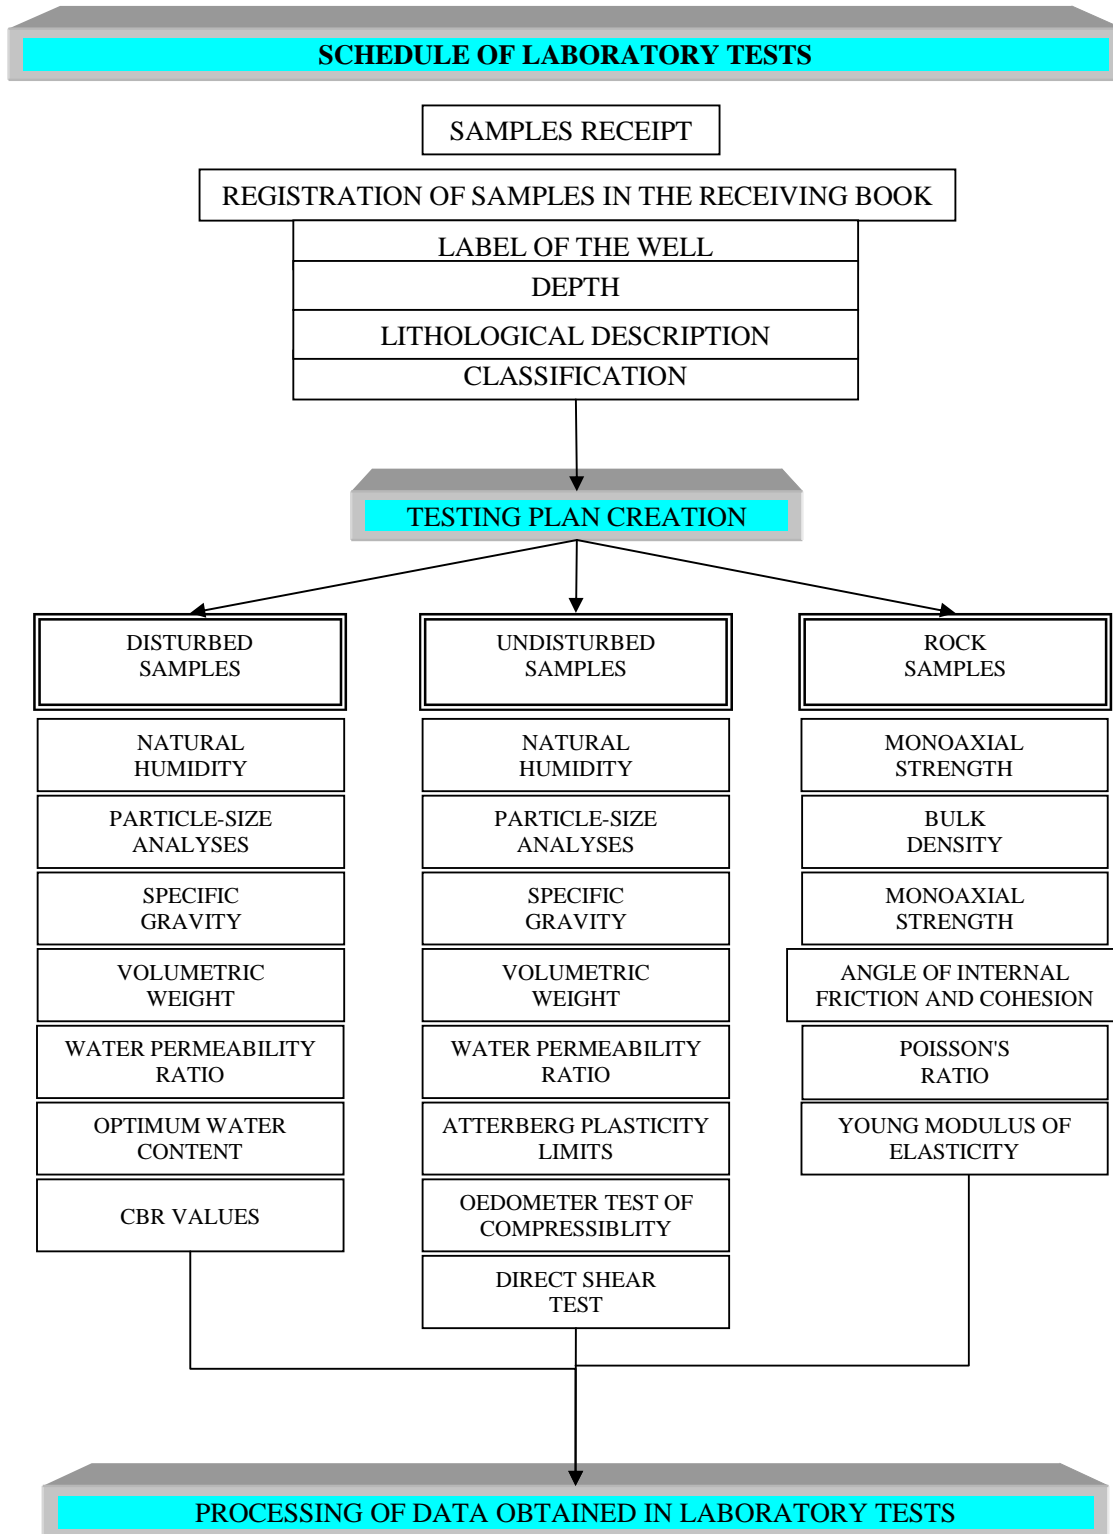 SCHEDULE OF LABORATORY TESTS
SAMPLES RECEIPT
REGISTRATION OF SAMPLES IN THE RECEIVING BOOK
LABEL OF THE WELL
DEPTH
LITHOLOGICAL DESCRIPTION
CLASSIFICATION
TESTING PLAN CREATION
DISTURBED
SAMPLES
NATURAL
HUMIDITY
PARTICLE-SIZE
ANALYSES
SPECIFIC
GRAVITY
VOLUMETRIC
WEIGHT
WATER PERMEABILITY
RATIO
OPTIMUM WATER
CONTENT
CBR VALUES
UNDISTURBED
SAMPLES
NATURAL
HUMIDITY
PARTICLE-SIZE
ANALYSES
SPECIFIC
GRAVITY
VOLUMETRIC
WEIGHT
WATER PERMEABILITY
RATIO
ATTERBERG PLASTICITY
LIMITS
OEDOMETER TEST OF
COMPRESSIBLITY
DIRECT SHEAR
TEST
ROCK
SAMPLES
MONOAXIAL
STRENGTH
BULK
DENSITY
MONOAXIAL
STRENGTH
ANGLE OF INTERNAL
FRICTION AND COHESION
POISSON'S
RATIO
YOUNG MODULUS OF
ELASTICITY
PROCESSING OF DATA OBTAINED IN LABORATORY TESTS